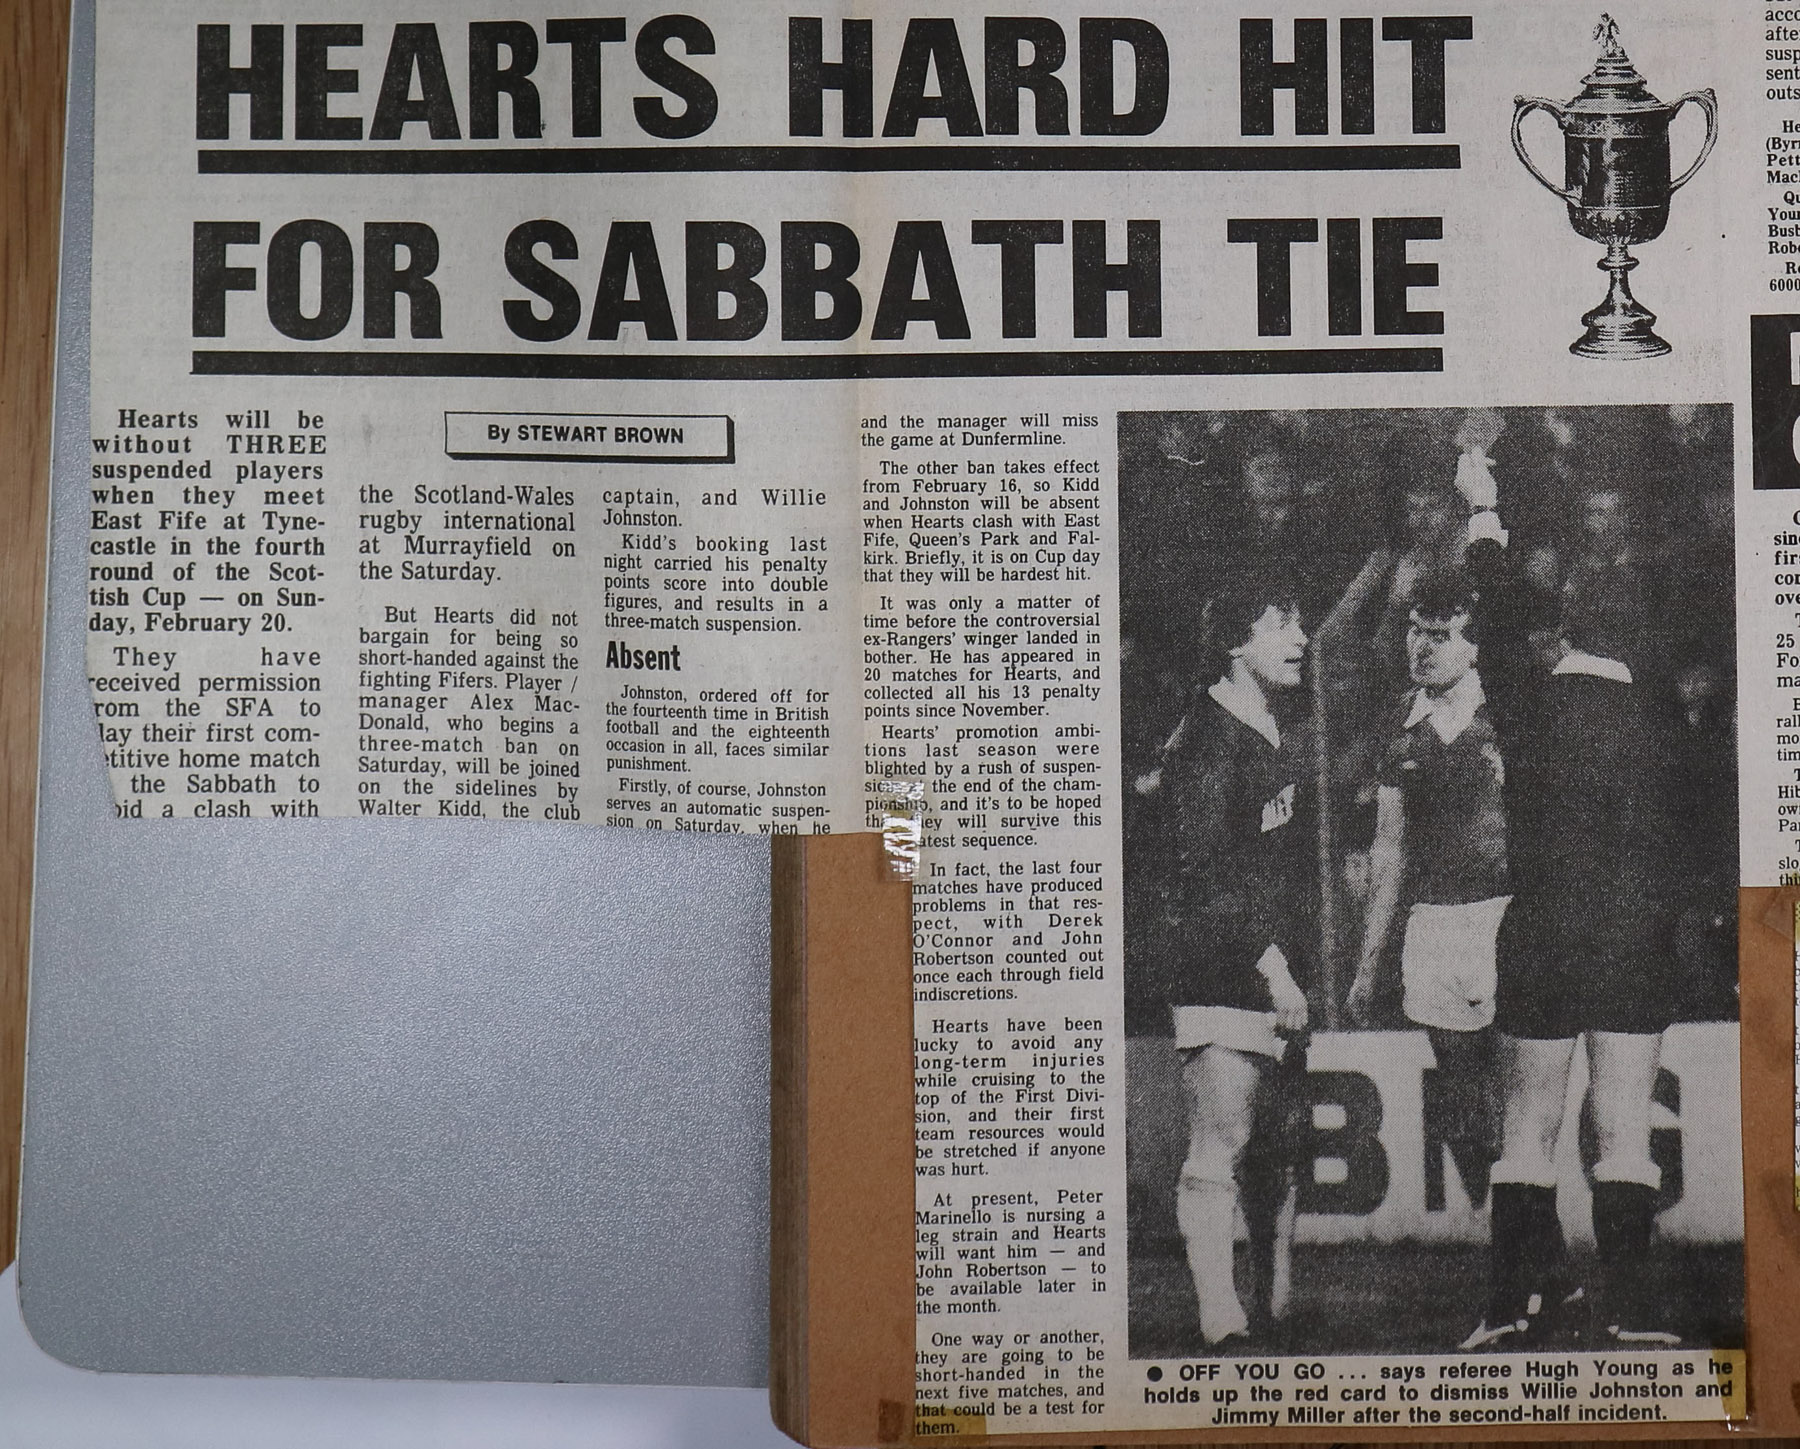 HEARTS HARD HIT
FOR SABBATH TIE
Hearts will be
without THREE
suspended players
when they meet
East Fife at Tyne-
castle in the fourth
round of the Scot-
tish Cup — on Sun-
day, February 20.
They have
received permission
rom the SFA to
lay their first com-
titive home match
the Sabbath to
oid a clash with
By STEWART BROWN
the Scotland-Wales
rugby international
at Murrayfield on
the Saturday.
But Hearts did not
bargain for being so
short-handed against the
fighting Fifers. Player /
manager Alex Mac-
Donald, who begins a
three-match ban on
Saturday, will be joined
on the sidelines by
Walter Kidd, the club
captain, and Willie
Johnston.
Kidd's booking last
night carried his penalty
points score into double
figures, and results in a
three-match suspension.
Absent
Johnston, ordered off for
the fourteenth time in British
football and the eighteenth
occasion in all, faces similar
punishment.
Firstly, of course, Johnston
serves an automatic suspen-
sion on Saturday, when he
and the manager will miss
the game at Dunfermline.
The other ban takes effect
from February 16, so Kidd
and Johnston will be absent
when Hearts clash with East
Fife, Queen's Park and Fal-
kirk. Briefly, it is on Cup day
that they will be hardest hit.
It was only a matter of
time before the controversial
ex-Rangers' winger landed in
bother. He has appeared in
20 matches for Hearts, and
collected all his 13 penalty
points since November.
Hearts' promotion ambi-
tions last season were
blighted by a rush of suspen-
the end of the cham-
pionship, and it's to be hoped
they will survive this
atest sequence.
In fact, the last four
matches have produced
problems in that res-
pect, with Derek
O'Connor and John
Robertson counted out
once each through field
indiscretions.
Hearts have been
lucky to avoid any
long-term injuries
while cruising to the
top of the First Divi-
sion, and their first
team resources would
be stretched if anyone
was hurt.
At present, Peter
Marinello is nursing a
leg strain and Hearts
will want him — and
John Robertson — to
be available later in
the month.
One way or another,
they are going to be
short-handed in the
next five matches, and
that could be a test for
them.
● OFF YOU GO ... says referee Hugh Young as he
holds up the red card to dismiss Willie Johnston and
Jimmy Miller after the second-half incident.